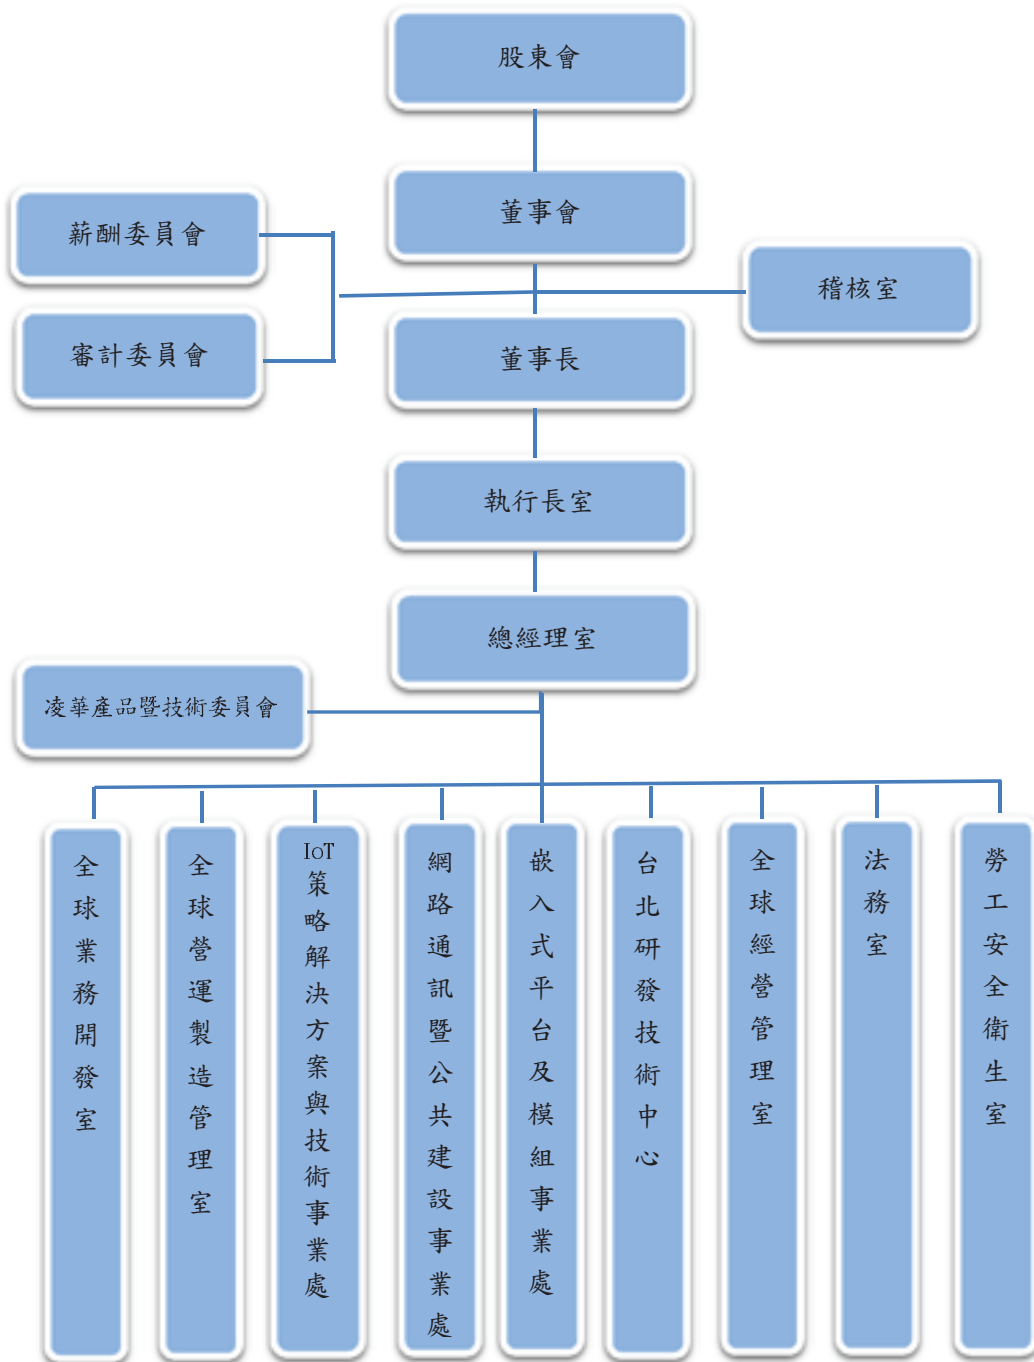 股東會
董事會
薪酬委員會
稽核室
審計委員會
董事長
執行長室
總經理室
凌華產品暨技術委員會
全球業務開發室
全球營運製造管理室
IoT策略解決方案與技術事業處
網路通訊暨公共建設事業處
嵌入式平台及模組事業處
台北研發技術中心
全球經營管理室
法務室
勞工安全衛生室